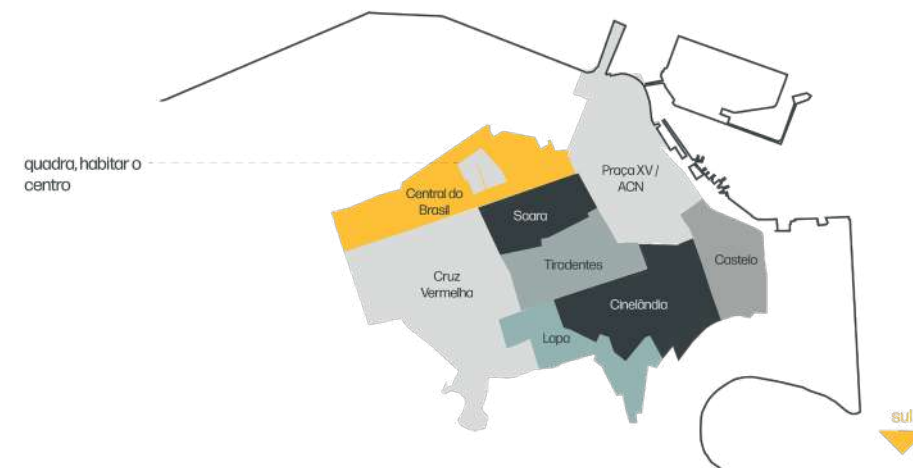 quadra, habitar o
centro
Central do
Brasil
Saara
Praça XV /
ACN
Tiradentes
Castelo
Cruz
Vermelha
Cinelândia
Lapa
sul